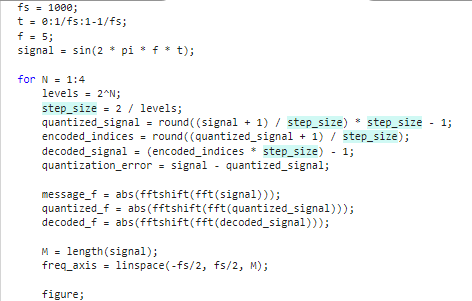 fs = 1000;
t = 0:1/fs:1-1/fs;
f = 5;
signal = sin(2 * pi * f * t);
for N = 1:4
levels = 2^N;
step_size = 2 / levels;
quantized_signal = round((signal + 1) / step_size) * step_size - 1;
encoded_indices = round((quantized_signal + 1) / step_size);
decoded_signal = (encoded_indices * step_size) - 1;
quantization_error = signal - quantized_signal;
message_f = abs(fftshift(fft(signal)));
quantized_f = abs(fftshift(fft(quantized_signal)));
decoded_f = abs(fftshift(fft(decoded_signal)));
M = length(signal);
freq_axis = linspace(-fs/2, fs/2, M);
figure;